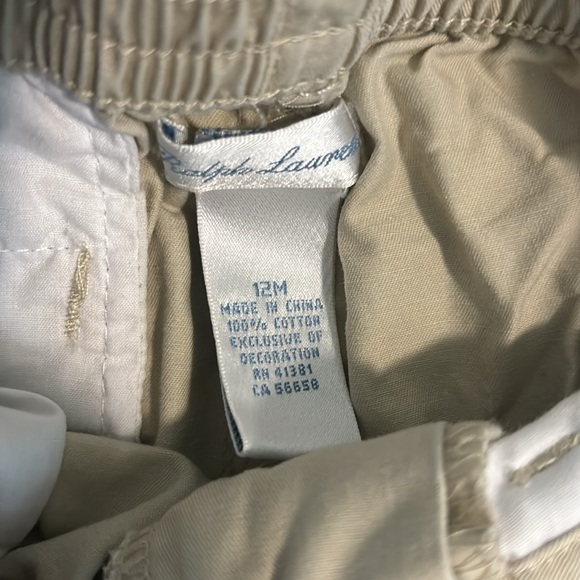 Ralph Lauren
12M
MADE IN CHINA
100% COTTON
EXCLUSIVE OF
DECORATION
RN 41381
CA 56658